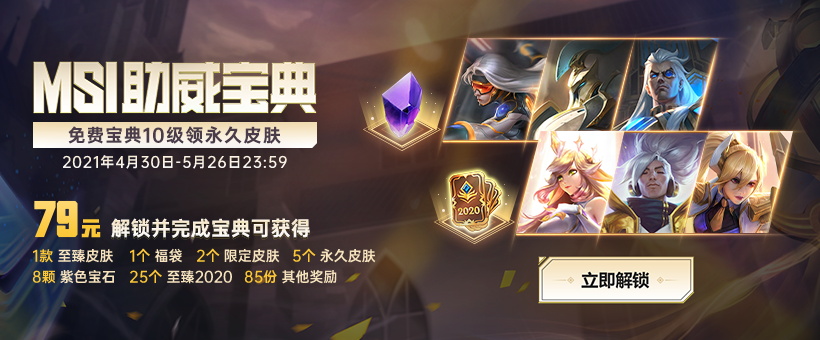 MSI助威宝典
免费宝典10级领永久皮肤
2021年4月30日-5月26日23:59
79元 解锁并完成宝典可获得
1款 至臻皮肤 1个 福袋 2个 限定皮肤 5个 永久皮肤
8颗 紫色宝石 25个 至臻2020 85份 其他奖励
2020
立即解锁